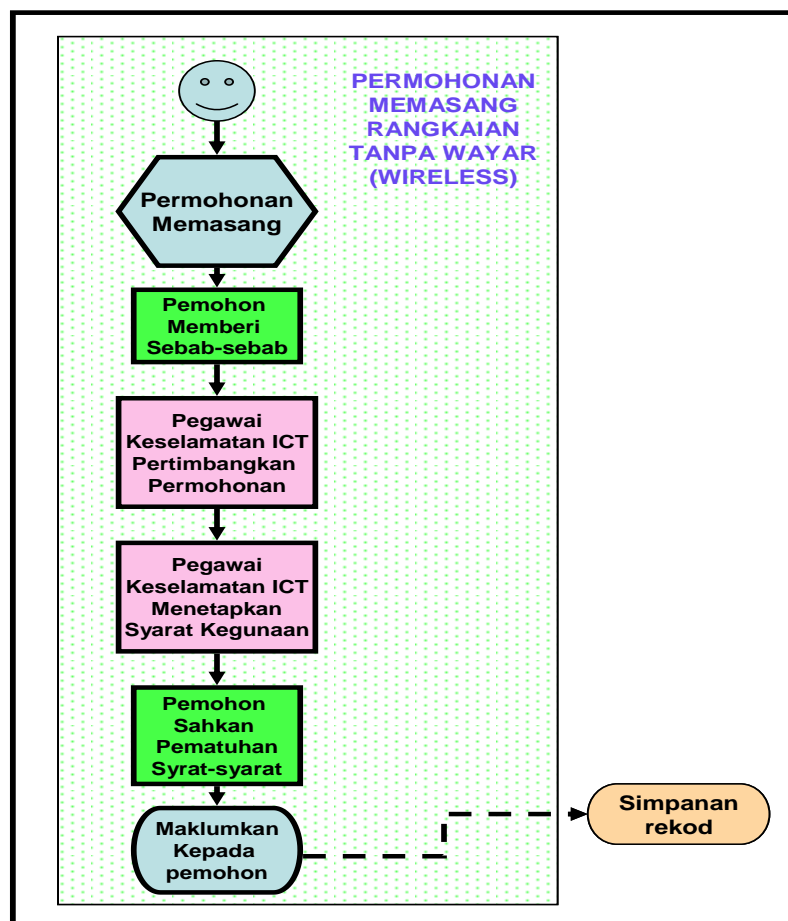 PERMOHONAN
MEMASANG
RANGKAIAN
TANPA WAYAR
(WIRELESS)
Permohonan
Memasang
Pemohon
Memberi
Sebab-sebab
Pegawai
Keselamatan ICT
Pertimbangkan
Permohonan
Pegawai
Keselamatan ICT
Menetapkan
Syarat Kegunaan
Pemohon
Sahkan
Pematuhan
Syrat-syarat
Maklumkan
Kepada
pemohon
Simpanan
rekod